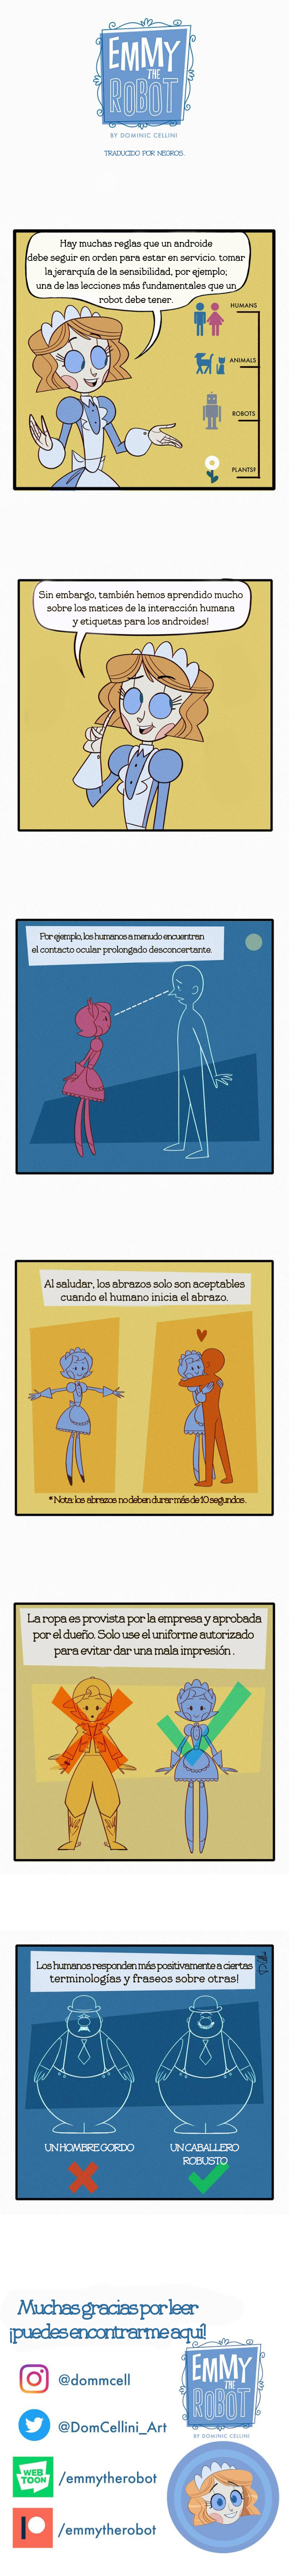 EMMY
THE
ROBOT
BY DOMINIC CELLINI
TRADUCIDO POR NEGROS.
Hay muchas reglas que un androide
debe seguir en orden para estar en servicio. tomar
la jerarquía de la sensibilidad, por ejemplo;
una de las lecciones más fundamentales que un
robot debe tener.
HUMANS
ANIMALS
ROBOTS
PLANTS?
Sin embargo, también hemos aprendido mucho
sobre los matices de la interacción humana
y etiquetas para los androides!
Por ejemplo, los humanos a menudo encuentran
el contacto ocular prolongado desconcertante.
Al saludar, los abrazos solo son aceptables
cuando el humano inicia el abrazo.
*Nota: los abrazos no deben durar más de 10 segundos.
La ropa es provista por la empresa y aprobada
por el dueño. Solo use el uniforme autorizado
para evitar dar una mala impresión .
Los humanos responden más positivamente a ciertas
terminologías y fraseos sobre otras!
UN HOMBRE GORDO
UN CABALLERO
ROBUSTO
Muchas gracias por leer
¡puedes encontrarme aquí!
@dommcell
@DomCellini_Art
WEB
TOON
/emmytherobot
/emmytherobot
EMMY
THE
ROBOT
BY DOMINIC CELLINI